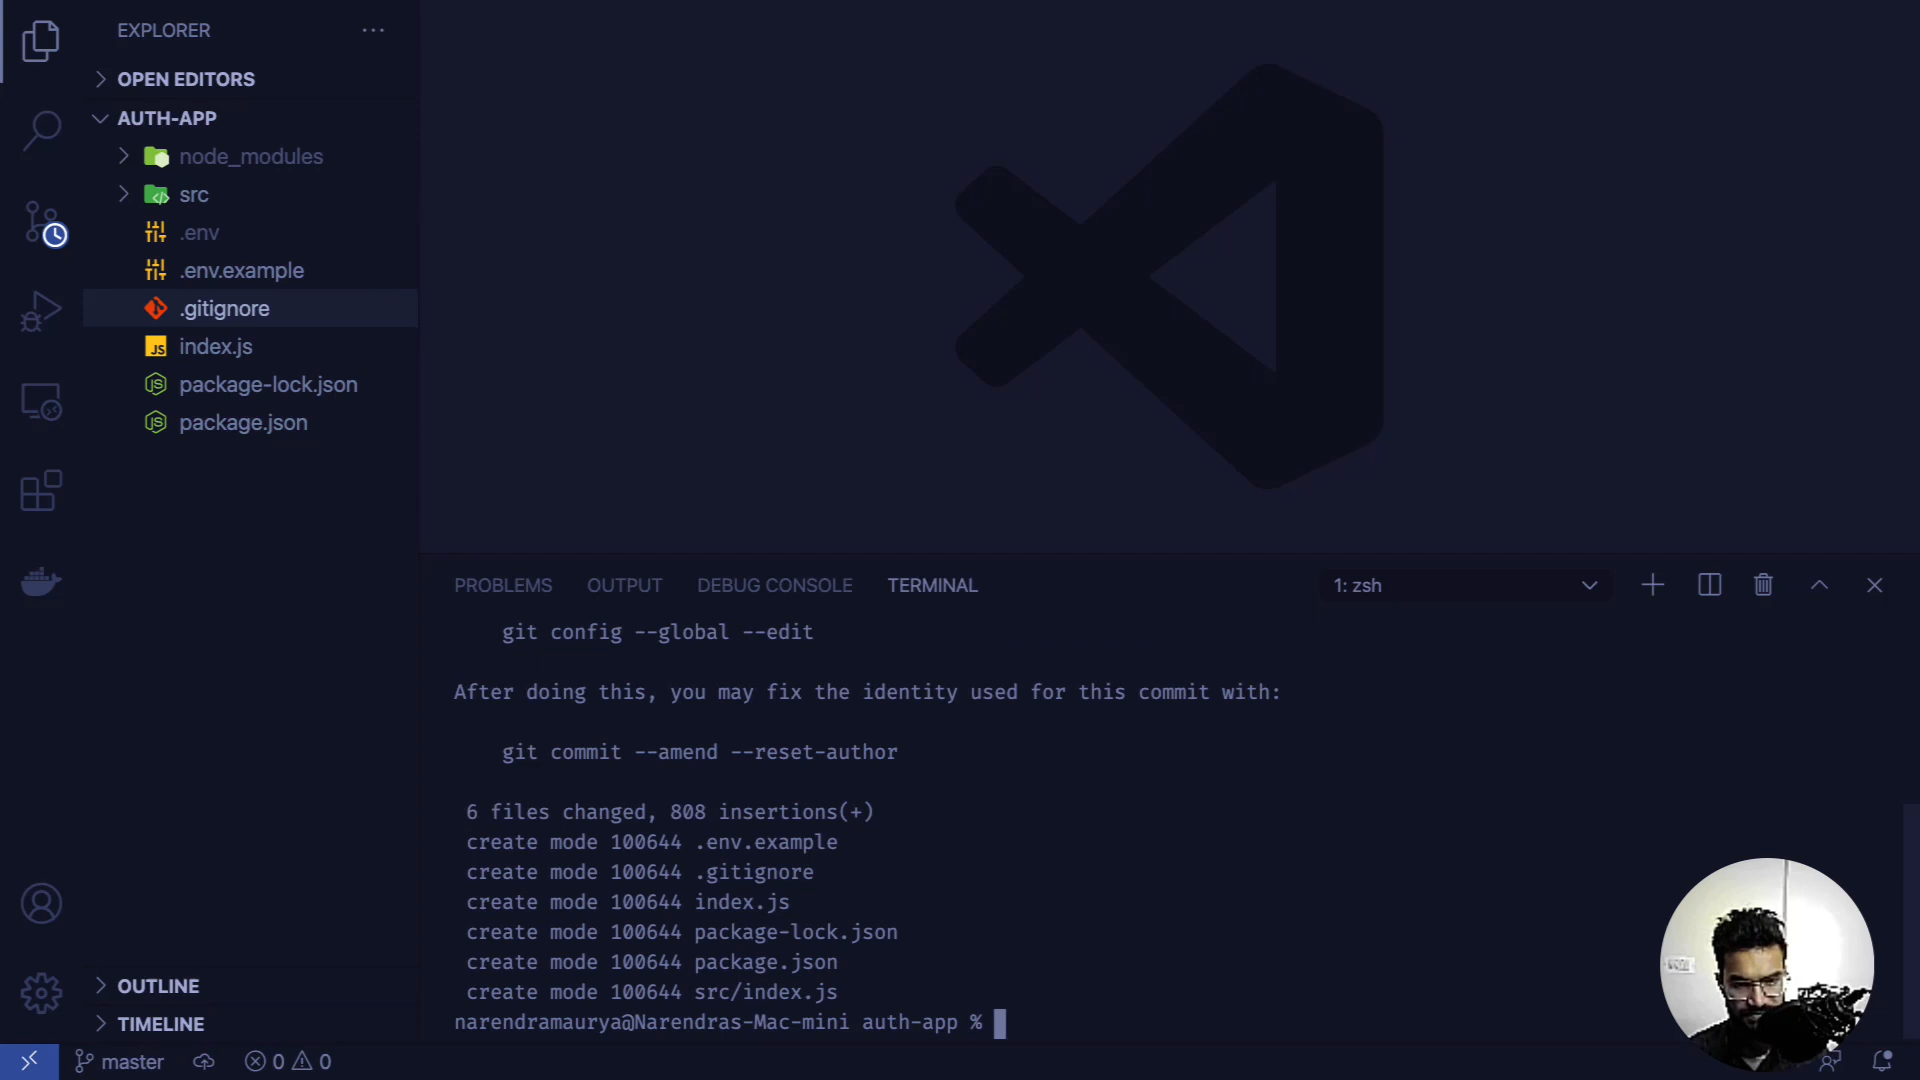 EXPLORER
OPEN EDITORS
AUTH-APP
node_modules
src
.env
.env.example
.gitignore
index.js
package-lock.json
package.json
OUTLINE
TIMELINE
PROBLEMS OUTPUT DEBUG CONSOLE TERMINAL 1: zsh
git config --global --edit
After doing this, you may fix the identity used for this commit with:
git commit --amend --reset-author
6 files changed, 808 insertions(+)
create mode 100644 .env.example
create mode 100644 .gitignore
create mode 100644 index.js
create mode 100644 package-lock.json
create mode 100644 package.json
create mode 100644 src/index.js
narendramaurya@Narendras-Mac-mini auth-app %
master 0 0